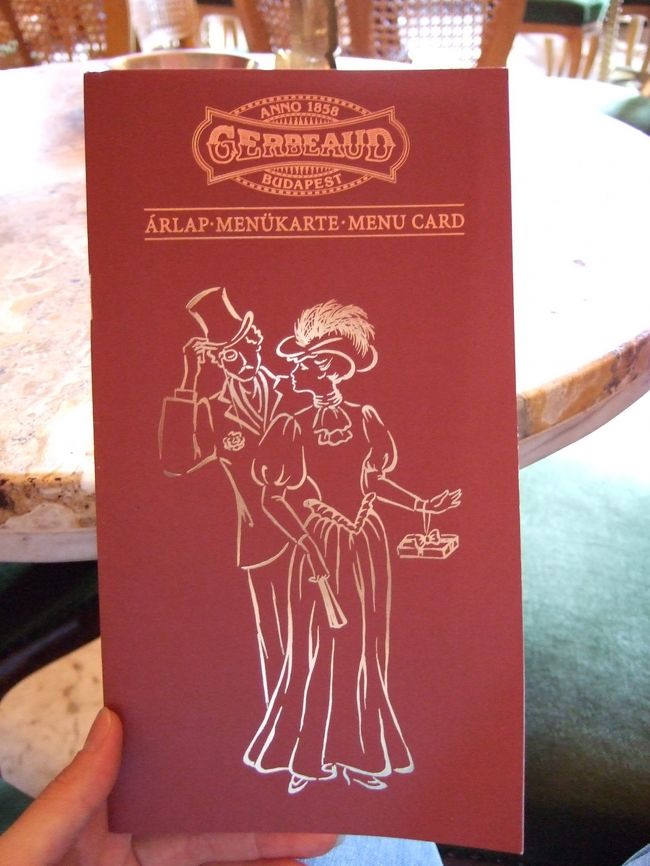 ANNO 1858
GERBEAUD
BUDAPEST
ÁRLAP·MENÜKARTE·MENU CARD